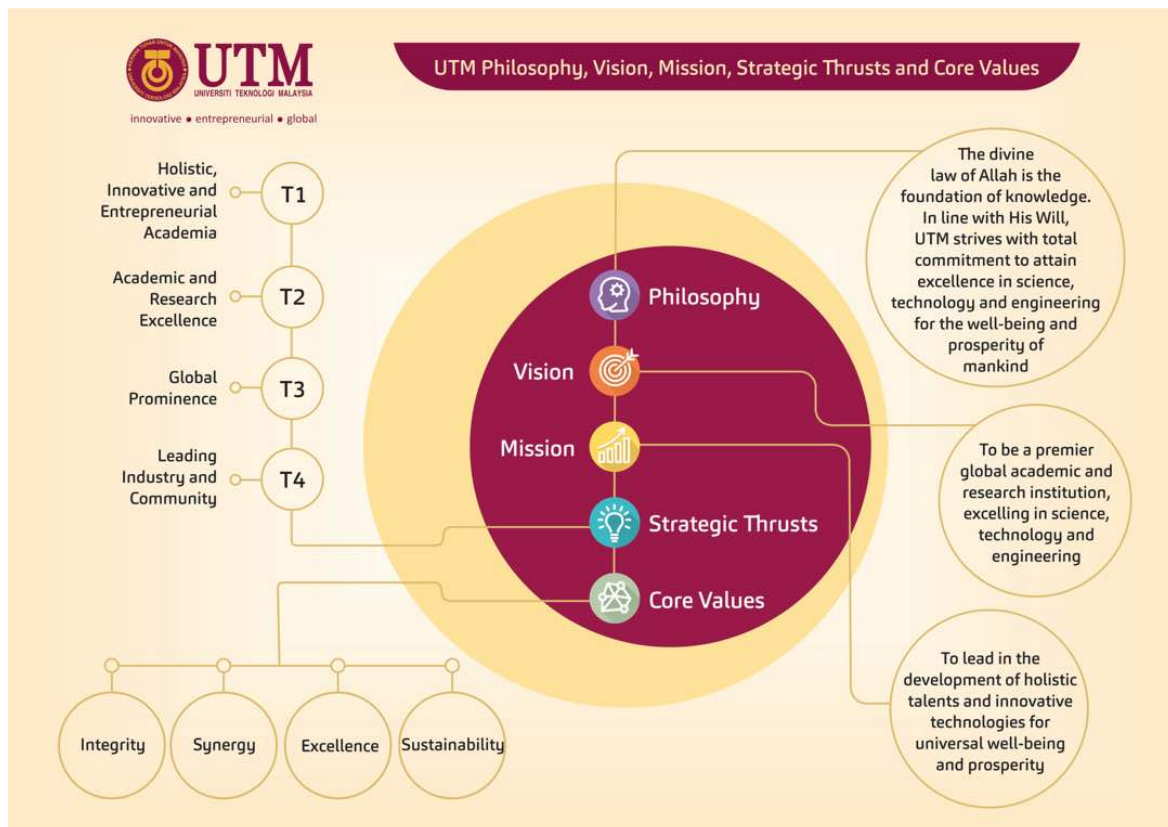 UTM
UNIVERSITI TEKNOLOGI MALAYSIA
innovative ● entrepreneurial ● global
UTM Philosophy, Vision, Mission, Strategic Thrusts and Core Values
Holistic,
Innovative and
Entrepreneurial
Academia
T1
Academic and
Research
Excellence
T2
Global
Prominence
T3
Leading
Industry and
Community
T4
Philosophy
Vision
Mission
Strategic Thrusts
Core Values
The divine
law of Allah is the
foundation of knowledge.
In line with His Will,
UTM strives with total
commitment to attain
excellence in science,
technology and engineering
for the well-being and
prosperity of
mankind
To be a premier
global academic and
research institution,
excelling in science,
technology and
engineering
To lead in the
development of holistic
talents and innovative
technologies for
universal well-being
and prosperity
Integrity
Synergy
Excellence
Sustainability